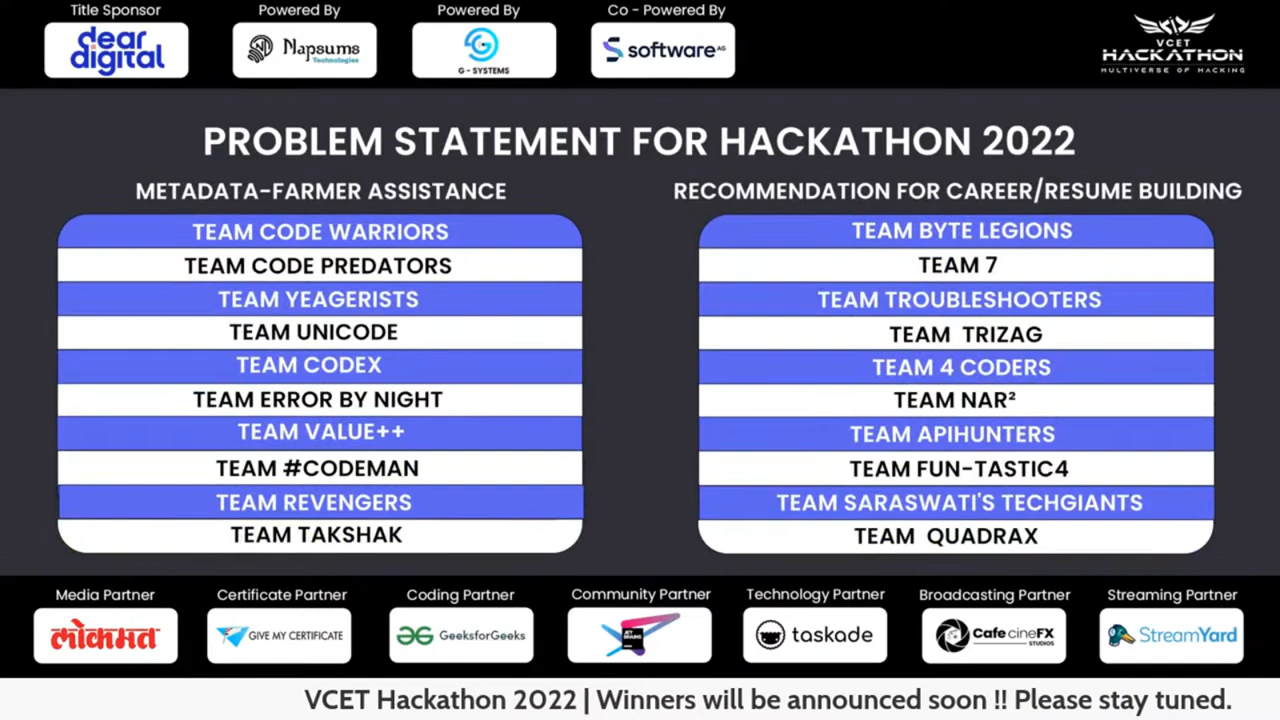 Title Sponsor
Powered By
Powered By
Co - Powered By
dear
digital
Napsums
Technologies
G - SYSTEMS
software AG
VCET
HACKATHON
MULTIVERSE OF HACKING
PROBLEM STATEMENT FOR HACKATHON 2022
METADATA-FARMER ASSISTANCE
TEAM CODE WARRIORS
TEAM CODE PREDATORS
TEAM YEAGERISTS
TEAM UNICODE
TEAM CODEX
TEAM ERROR BY NIGHT
TEAM VALUE++
TEAM #CODEMAN
TEAM REVENGERS
TEAM TAKSHAK
RECOMMENDATION FOR CAREER/RESUME BUILDING
TEAM BYTE LEGIONS
TEAM 7
TEAM TROUBLESHOOTERS
TEAM TRIZAG
TEAM 4 CODERS
TEAM NAR²
TEAM APIHUNTERS
TEAM FUN-TASTIC4
TEAM SARASWATI'S TECHGIANTS
TEAM QUADRAX
Media Partner
Certificate Partner
Coding Partner
Community Partner
Technology Partner
Broadcasting Partner
Streaming Partner
लोकमत
GIVE MY CERTIFICATE
GeeksforGeeks
JET
BRAINS
taskade
Cafe cineFX
STUDIOS
StreamYard
VCET Hackathon 2022 | Winners will be announced soon !! Please stay tuned.